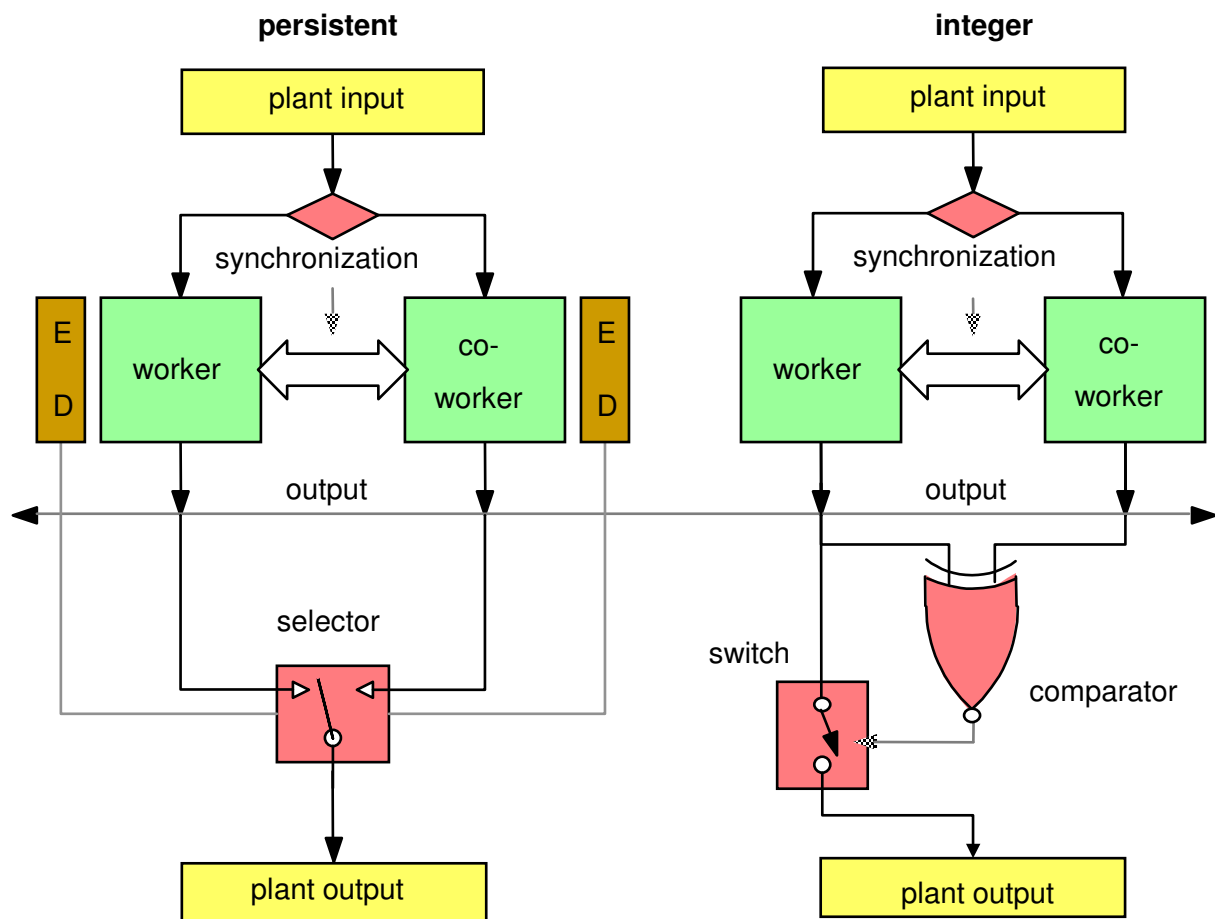 persistent
integer
plant input
plant input
synchronization
synchronization
E
D
worker
co-
worker
E
D
worker
co-
worker
output
output
selector
switch
comparator
plant output
plant output